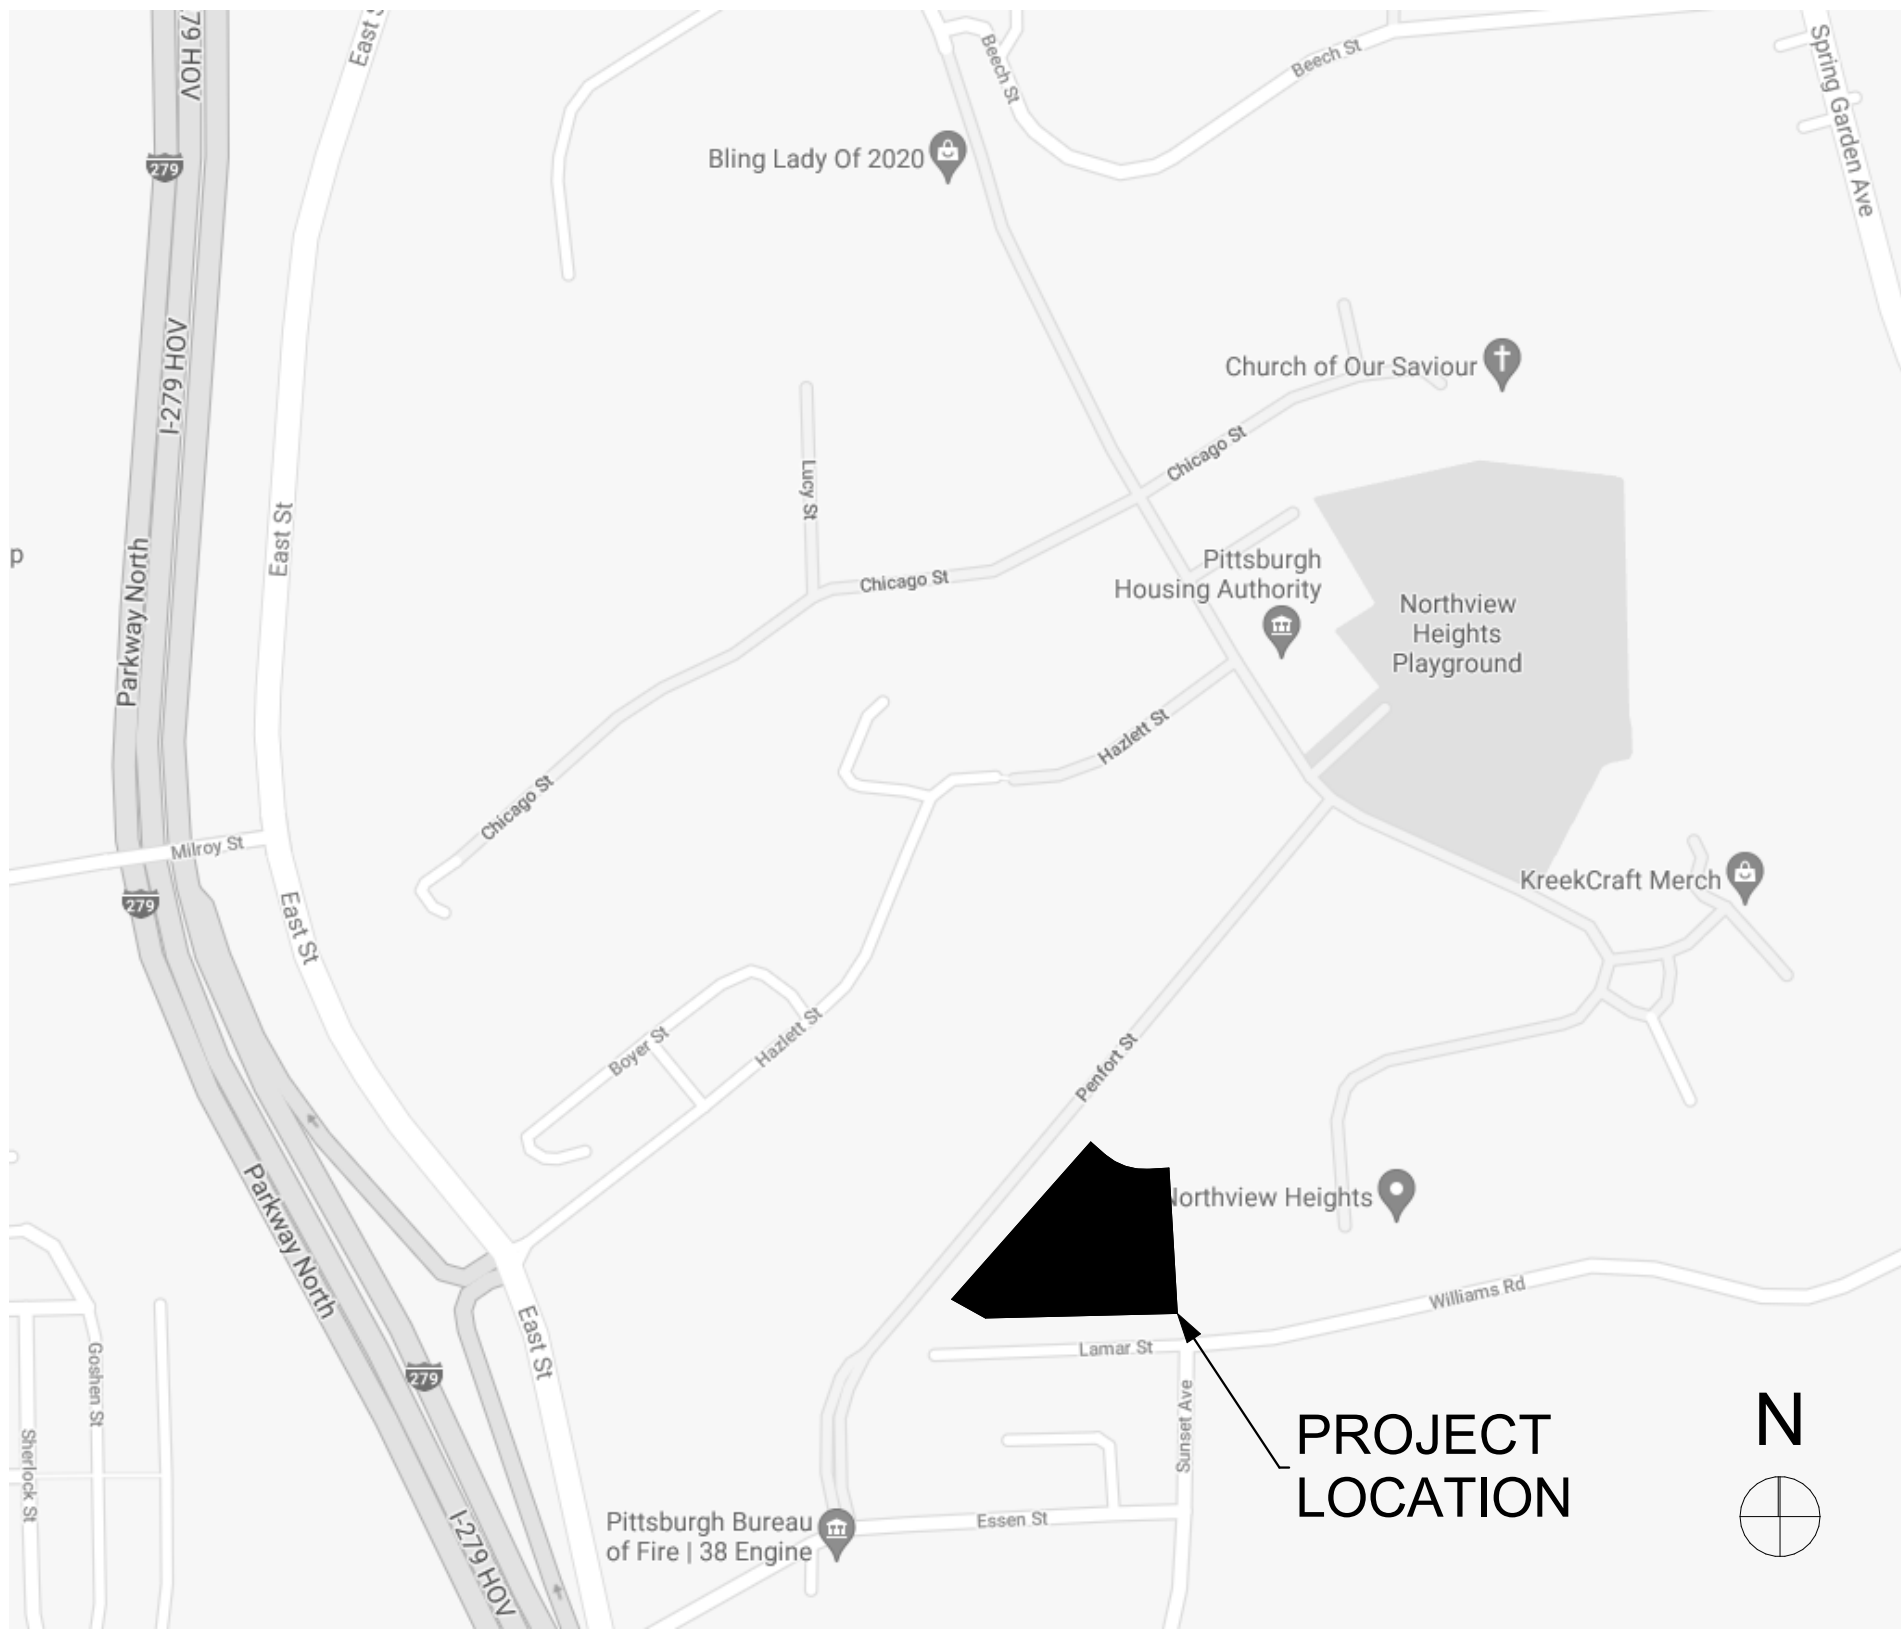 I-279 HOV
East S
Beech St
Beech St
Spring Garden Ave
Bling Lady Of 2020
279
I-279 HOV
Church of Our Saviour
Chicago St
Lucy St
East St
p
Parkway North
Chicago St
Pittsburgh
Housing Authority
Northview
Heights
Playground
Hazlett St
Chicago St
Milroy St
279
East St
KreekCraft Merch
Boyer St
Hazlett St
Penfort St
Parkway North
Northview Heights
Williams Rd
East St
Lamar St
Goshen St
279
Sunset Ave
PROJECT
LOCATION
N
Sherlock St
I-279 HOV
Pittsburgh Bureau
of Fire | 38 Engine
Essen St